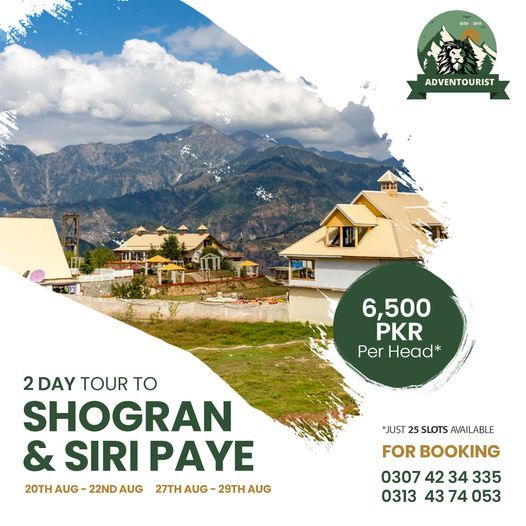 ESTD 2019
ADVENTOURIST
6,500
PKR
Per Head*
2 DAY TOUR TO
SHOGRAN
& SIRI PAYE
20TH AUG - 22ND AUG 27TH AUG - 29TH AUG
*JUST 25 SLOTS AVAILABLE
FOR BOOKING
0307 42 34 335
0313 43 74 053